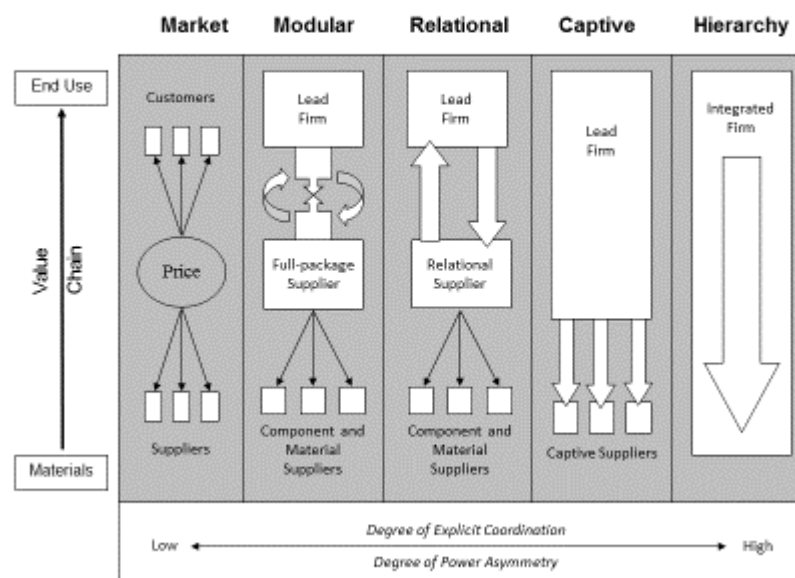 Market
Modular
Relational
Captive
Hierarchy
End Use
Value
Chain
Materials
Customers
Price
Suppliers
Lead
Firm
Full-package
Supplier
Component and
Material
Suppliers
Lead
Firm
Relational
Supplier
Component and
Material
Suppliers
Lead
Firm
Captive Suppliers
Integrated
Firm
Degree of Explicit Coordination
Low
High
Degree of Power Asymmetry